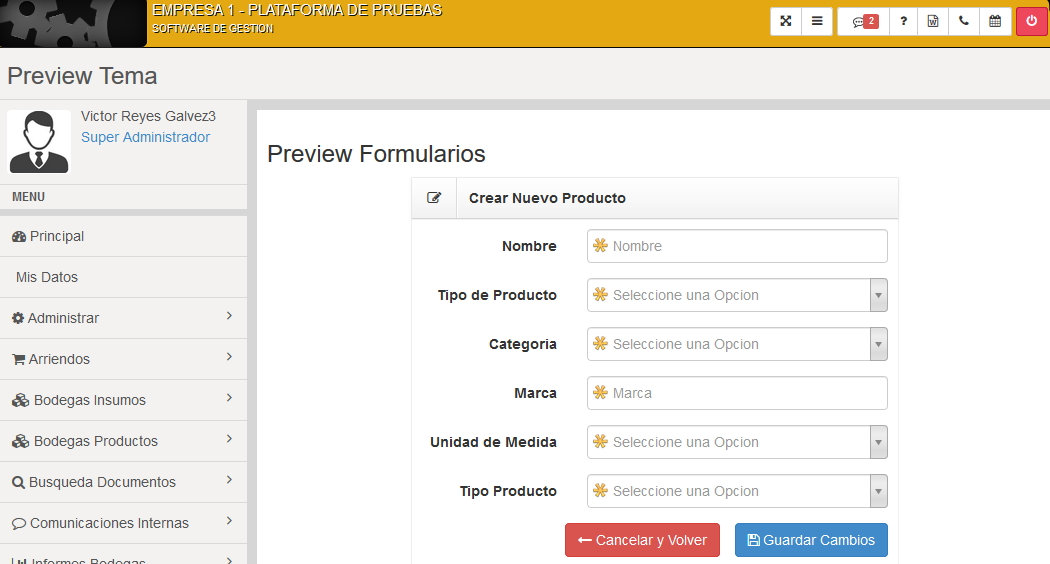 EMPRESA 1 - PLATAFORMA DE PRUEBAS
SOFTWARE DE GESTION
2
?
Preview Tema
Victor Reyes Galvez3
Super Administrador
MENU
Principal
Mis Datos
Administrar
Arriendos
Bodegas Insumos
Bodegas Productos
Busqueda Documentos
Comunicaciones Internas
Informes Bodegas
Preview Formularios
Crear Nuevo Producto
Nombre Nombre
Tipo de Producto Seleccione una Opcion
Categoria Seleccione una Opcion
Marca Marca
Unidad de Medida Seleccione una Opcion
Tipo Producto Seleccione una Opcion
Cancelar y Volver Guardar Cambios